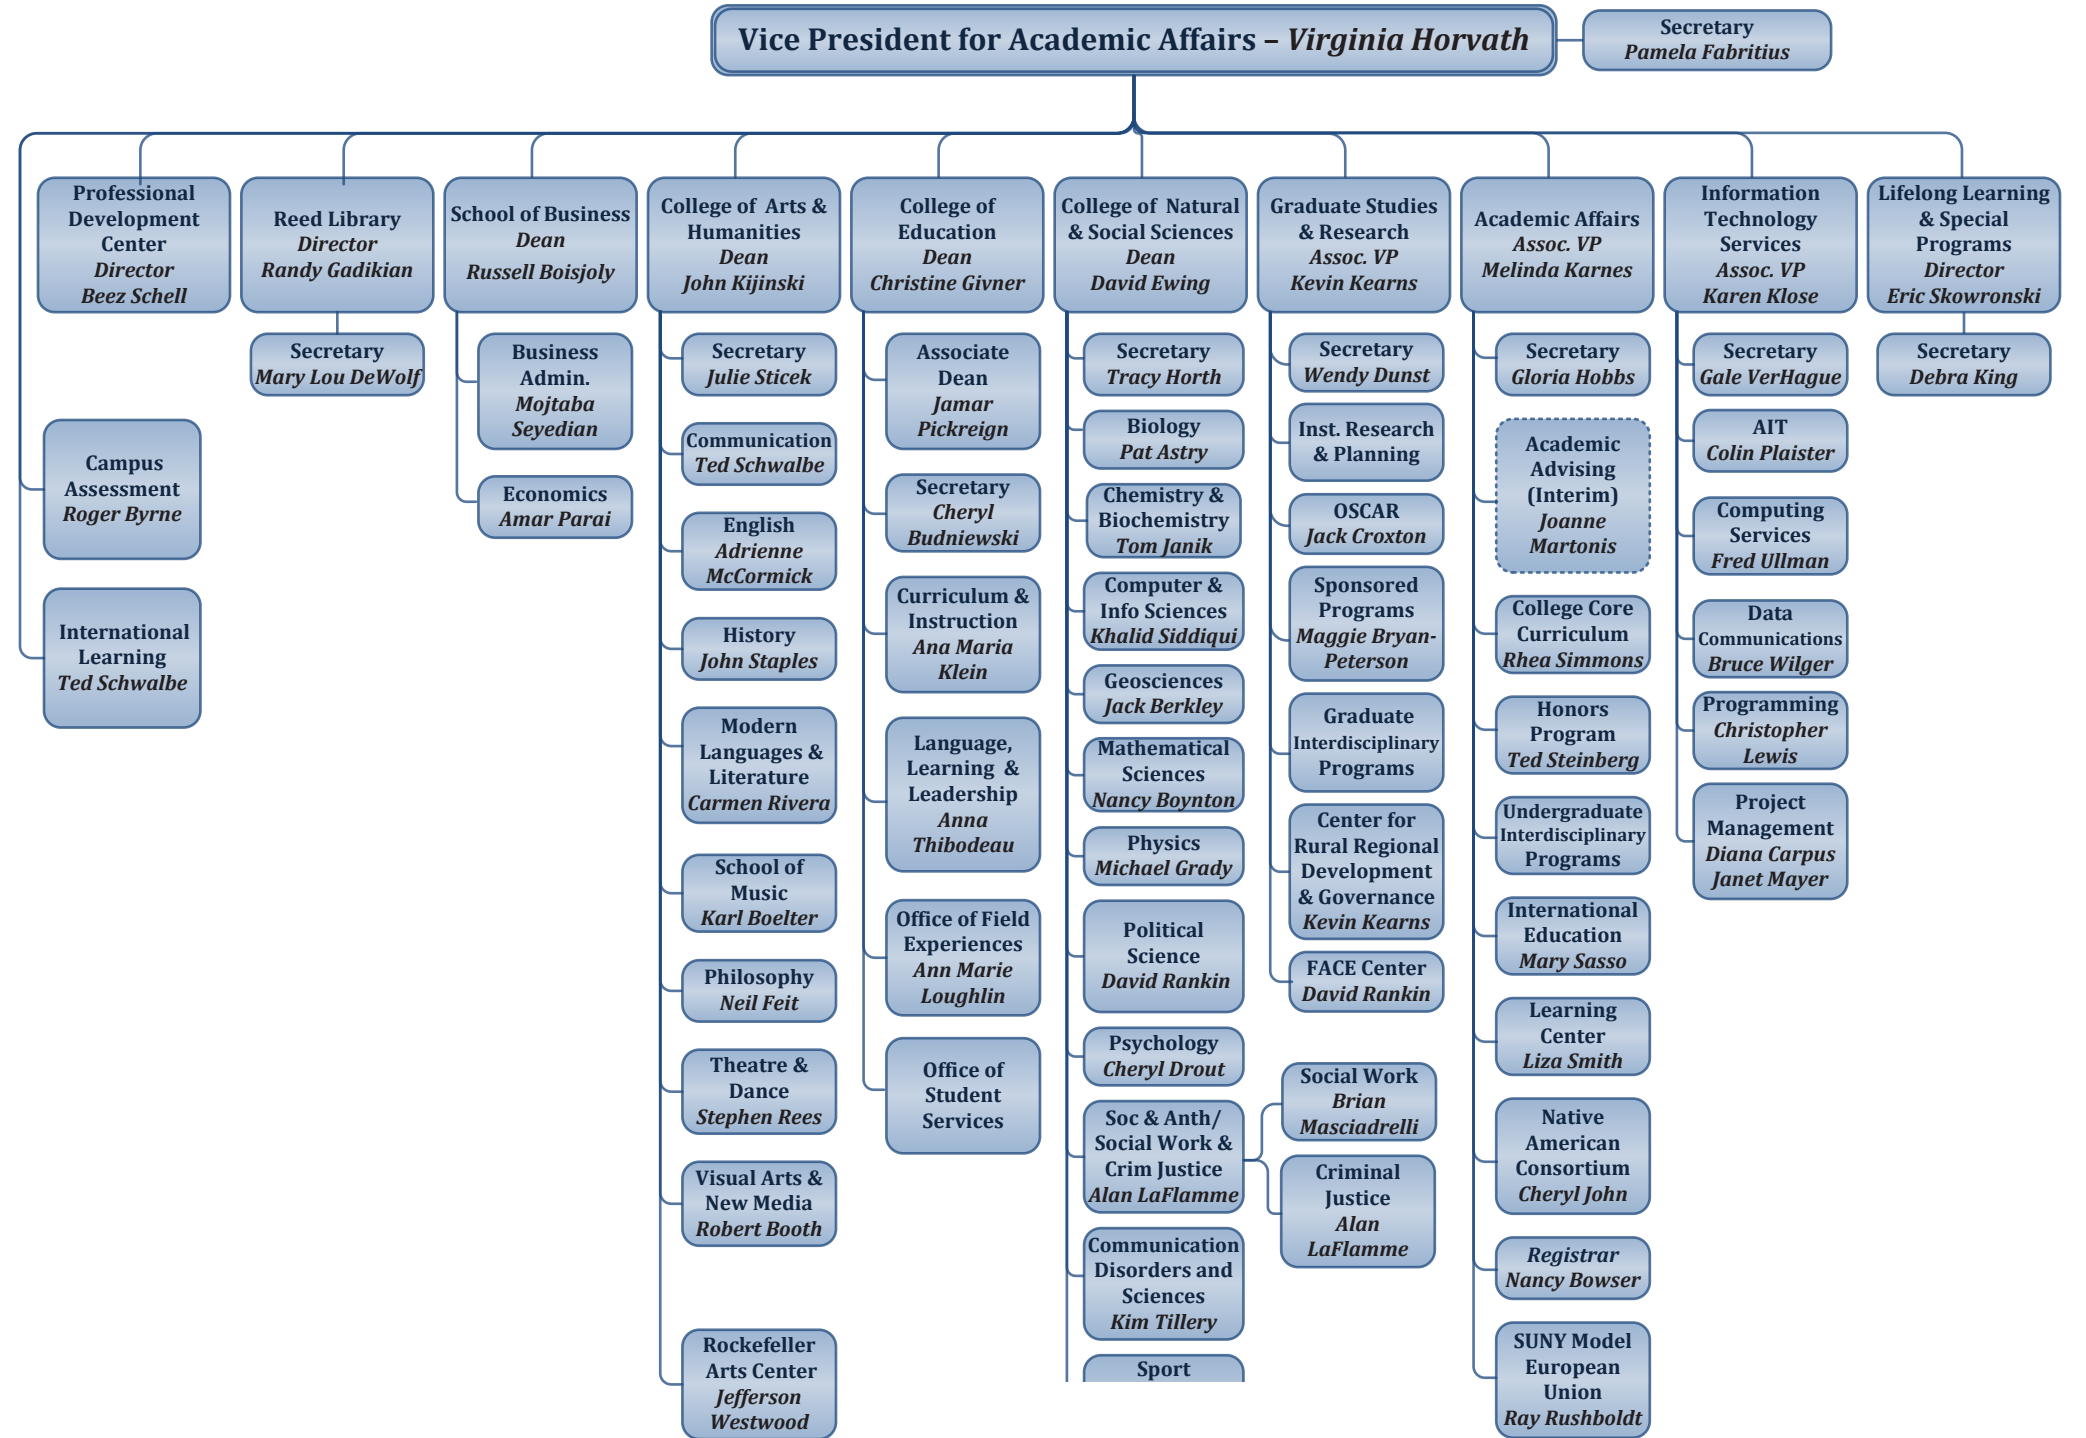 Vice President for Academic Affairs – Virginia Horvath
Secretary
Pamela Fabritius
Professional
Development
Center
Director
Beez Schell
Reed Library
Director
Randy Gadikian
School of Business
Dean
Russell Boisjoly
College of Arts &
Humanities
Dean
John Kijinski
College of
Education
Dean
Christine Givner
College of Natural
& Social Sciences
Dean
David Ewing
Graduate Studies
& Research
Assoc. VP
Kevin Kearns
Academic Affairs
Assoc. VP
Melinda Karnes
Information
Technology
Services
Assoc. VP
Karen Klose
Lifelong Learning
& Special
Programs
Director
Eric Skowronski
Campus
Assessment
Roger Byrne
International
Learning
Ted Schwalbe
Secretary
Mary Lou DeWolf
Business
Admin.
Mojtaba
Seyedian
Economics
Amar Parai
Secretary
Julie Sticek
Communication
Ted Schwalbe
English
Adrienne
McCormick
History
John Staples
Modern
Languages &
Literature
Carmen Rivera
School of
Music
Karl Boelter
Philosophy
Neil Feit
Theatre &
Dance
Stephen Rees
Visual Arts &
New Media
Robert Booth
Rockefeller
Arts Center
Jefferson
Westwood
Associate
Dean
Jamar
Pickreign
Secretary
Cheryl
Budniewski
Curriculum &
Instruction
Ana Maria
Klein
Language,
Learning &
Leadership
Anna
Thibodeau
Office of Field
Experiences
Ann Marie
Loughlin
Office of
Student
Services
Secretary
Tracy Horth
Biology
Pat Astry
Chemistry &
Biochemistry
Tom Janik
Computer &
Info Sciences
Khalid Siddiqui
Geosciences
Jack Berkley
Mathematical
Sciences
Nancy Boynton
Physics
Michael Grady
Political
Science
David Rankin
Psychology
Cheryl Drout
Soc & Anth/
Social Work &
Crim Justice
Alan LaFlamme
Social Work
Brian
Masciadrelli
Criminal
Justice
Alan
LaFlamme
Communication
Disorders and
Sciences
Kim Tillery
Sport
Secretary
Wendy Dunst
Inst. Research
& Planning
OSCAR
Jack Croxton
Sponsored
Programs
Maggie Bryan-
Peterson
Graduate
Interdisciplinary
Programs
Center for
Rural Regional
Development
& Governance
Kevin Kearns
FACE Center
David Rankin
Secretary
Gloria Hobbs
Academic
Advising
(Interim)
Joanne
Martonis
College Core
Curriculum
Rhea Simmons
Honors
Program
Ted Steinberg
Undergraduate
Interdisciplinary
Programs
International
Education
Mary Sasso
Learning
Center
Liza Smith
Native
American
Consortium
Cheryl John
Registrar
Nancy Bowser
SUNY Model
European
Union
Ray Rushboldt
Secretary
Gale VerHague
AIT
Colin Plaister
Computing
Services
Fred Ullman
Data
Communications
Bruce Wilger
Programming
Christopher
Lewis
Project
Management
Diana Carpus
Janet Mayer
Secretary
Debra King